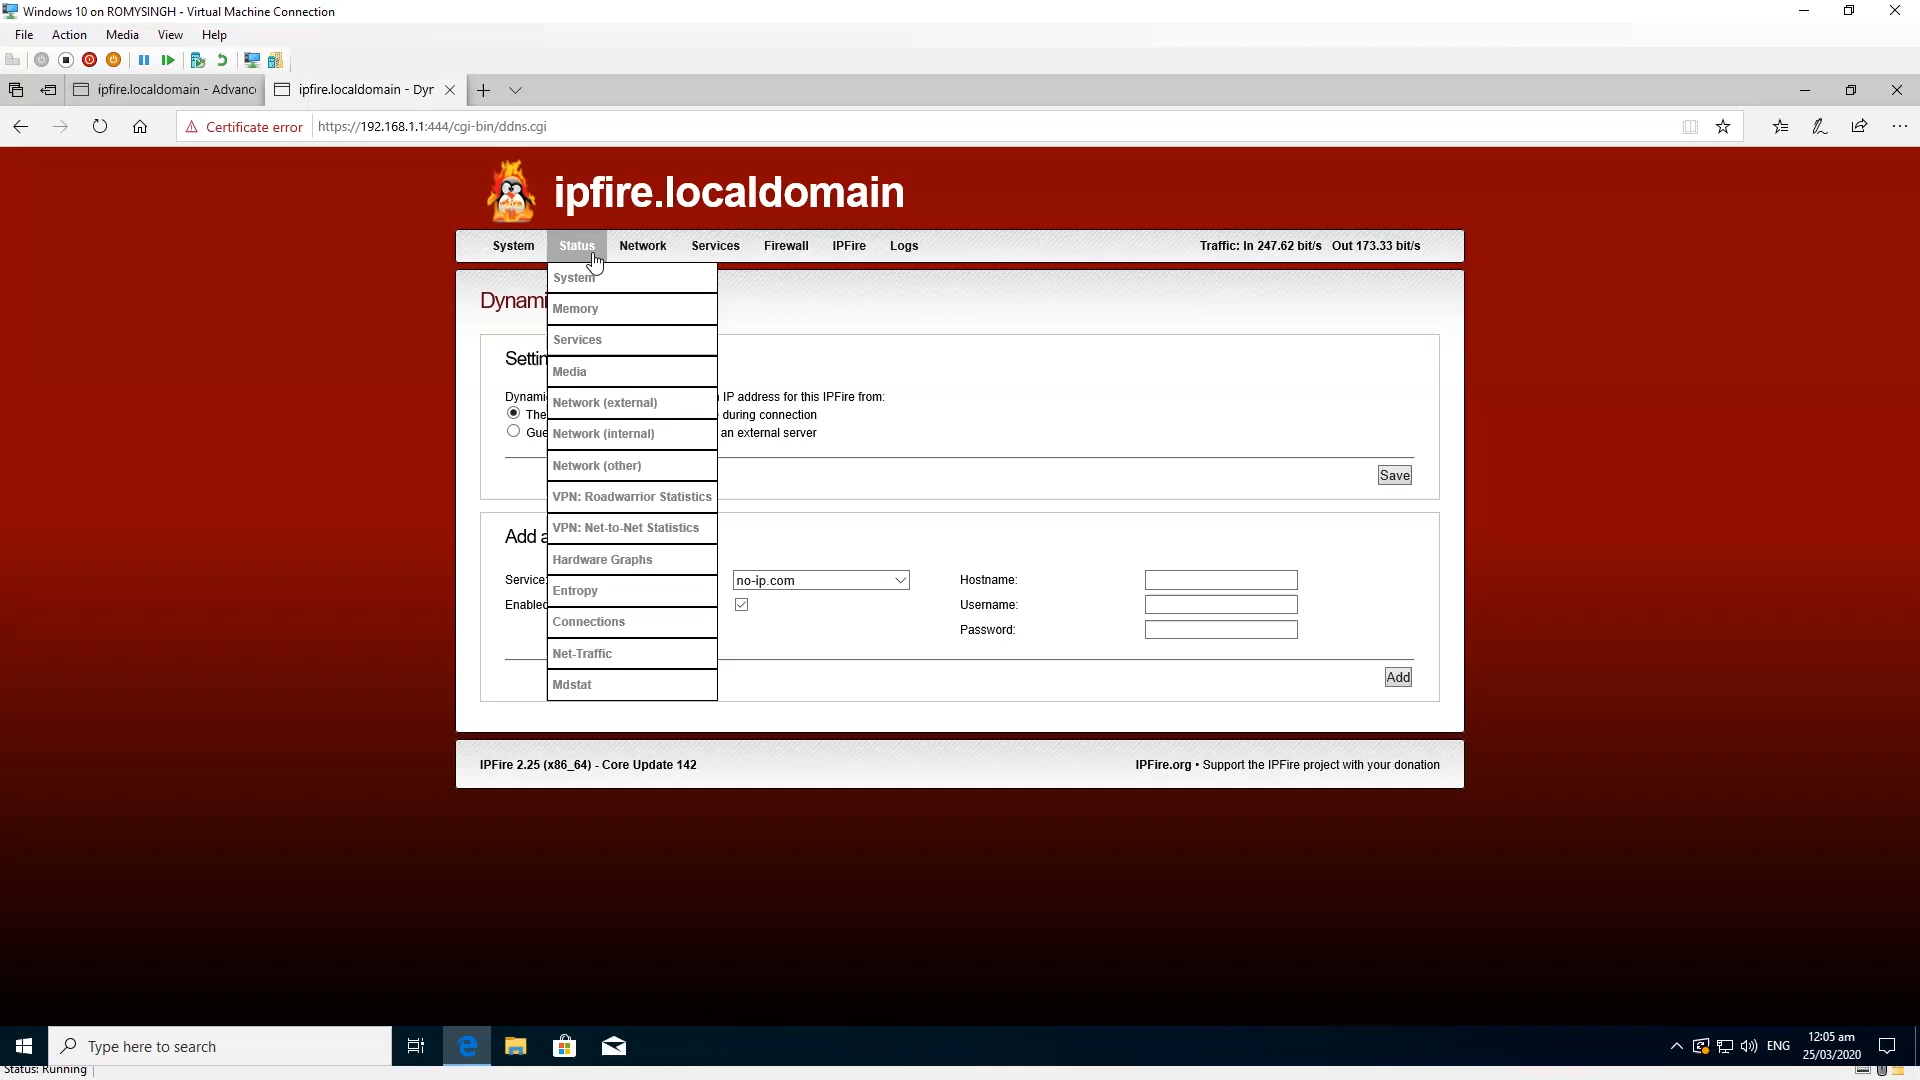 Windows 10 on ROMYSINGH - Virtual Machine Connection
File Action Media View Help
ipfire.localdomain - Advanc
ipfire.localdomain - Dyr
Certificate error
https://192.168.1.1:444/cgi-bin/ddns.cgi
ipfire.localdomain
System Status Network Services Firewall IPFire Logs
Traffic: In 247.62 bit/s Out 173.33 bit/s
System
Memory
Services
Media
Network (external)
Network (internal)
Network (other)
VPN: Roadwarrior Statistics
VPN: Net-to-Net Statistics
Hardware Graphs
Entropy
Connections
Net-Traffic
Mdstat
Dynami
Settin
Dynami IP address for this IPFire from:
The during connection
Gue an external server
Save
Add a
Service: no-ip.com Hostname:
Enabled Username:
Password:
Add
IPFire 2.25 (x86_64) - Core Update 142
IPFire.org • Support the IPFire project with your donation
Type here to search
ENG
12:05 am
25/03/2020
Status: Running